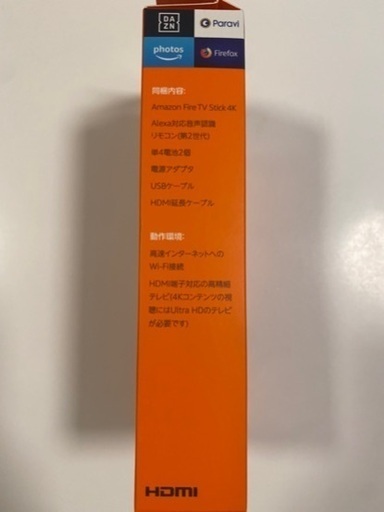 DA
ZN
Paravi
photos
Firefox
同梱内容:
Amazon Fire TV Stick 4K
Alexa対応音声認識
リモコン(第2世代)
単4電池2個
電源アダプタ
USBケーブル
HDMI延長ケーブル
動作環境:
高速インターネットへの
Wi-Fi接続
HDMI端子対応の高精細
テレビ(4Kコンテンツの視
聴にはUltra HDのテレビ
が必要です)
HDMI